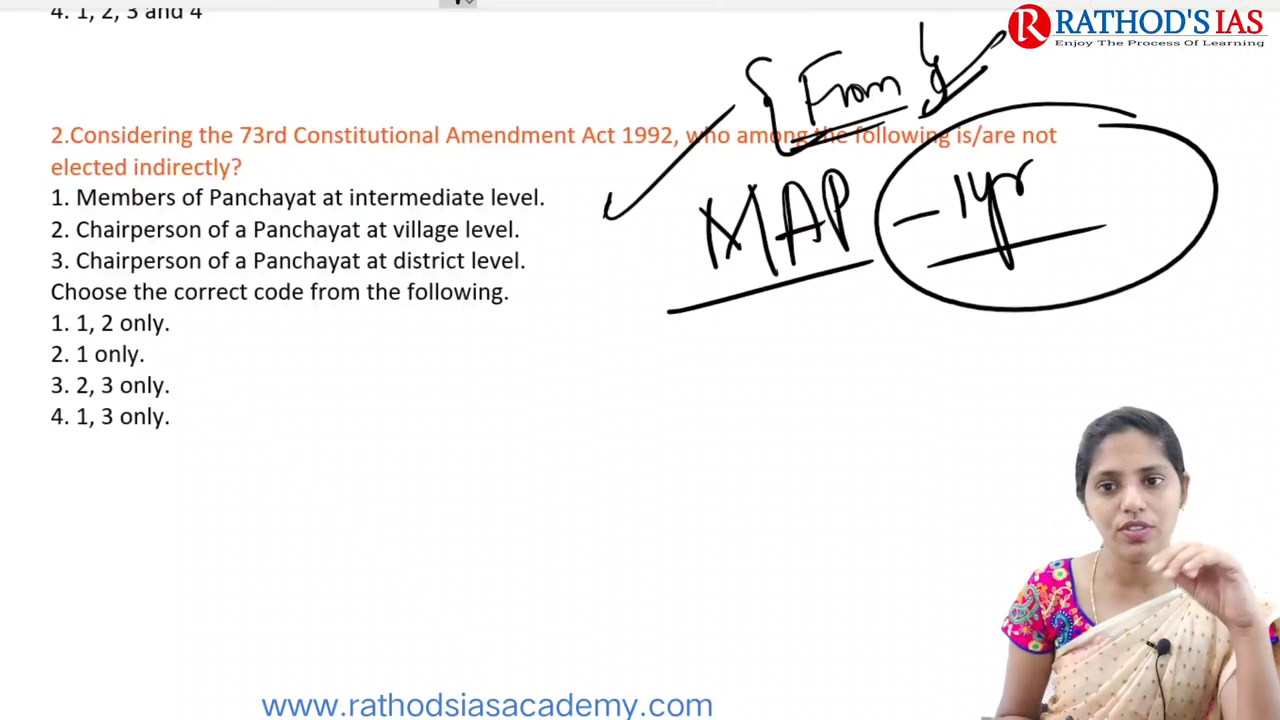 4. 1, 2, 3 and 4
RATHOD'S IAS
Enjoy The Process Of Learning
{ From
2.Considering the 73rd Constitutional Amendment Act 1992, who among the following is/are not
elected indirectly?
1. Members of Panchayat at intermediate level.
MAP - 1yr
2. Chairperson of a Panchayat at village level.
3. Chairperson of a Panchayat at district level.
Choose the correct code from the following.
1. 1, 2 only.
2. 1 only.
3. 2, 3 only.
4. 1, 3 only.
www.rathodsiasacademy.com